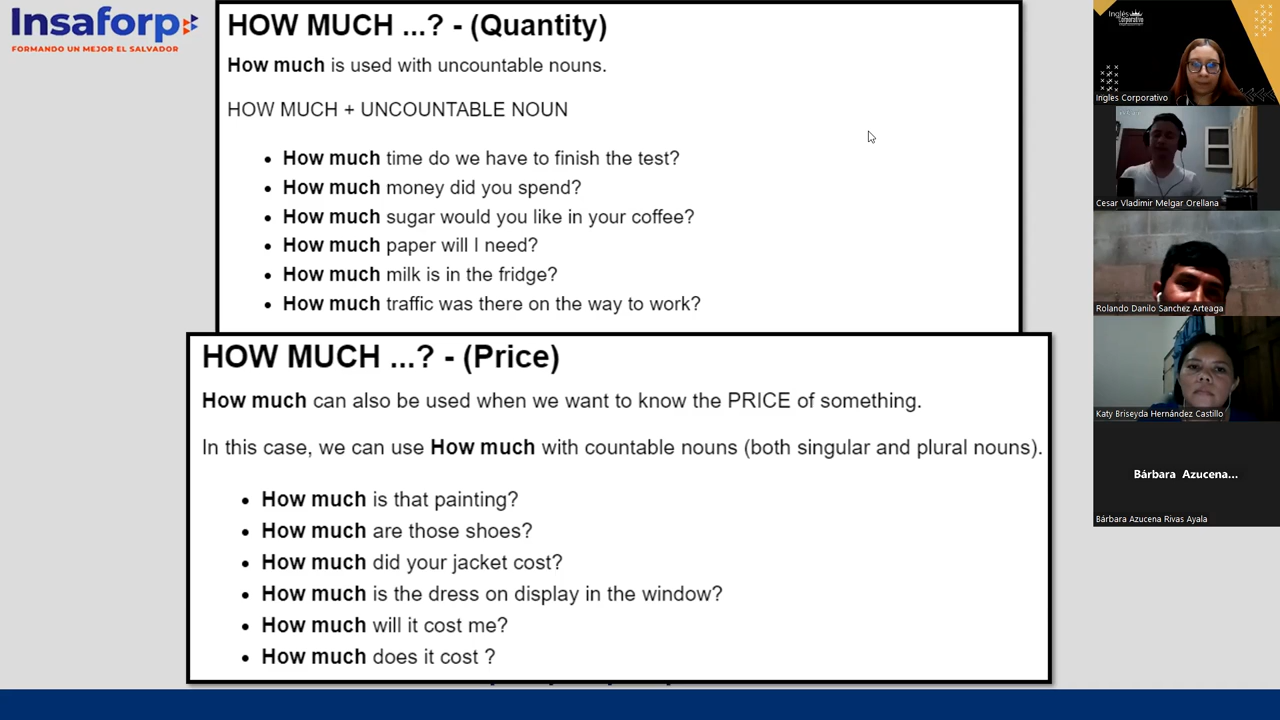 Insaforp
FORMANDO UN MEJOR EL SALVADOR
HOW MUCH ...? - (Quantity)
How much is used with uncountable nouns.
HOW MUCH + UNCOUNTABLE NOUN
• How much time do we have to finish the test?
• How much money did you spend?
• How much sugar would you like in your coffee?
• How much paper will I need?
• How much milk is in the fridge?
• How much traffic was there on the way to work?
HOW MUCH ...? - (Price)
How much can also be used when we want to know the PRICE of something.
In this case, we can use How much with countable nouns (both singular and plural nouns).
• How much is that painting?
• How much are those shoes?
• How much did your jacket cost?
• How much is the dress on display in the window?
• How much will it cost me?
• How much does it cost ?
Inglés
Corporativo
Ingles Corporativo
Cesar Vladimir Melgar Orellana
Rolando Danilo Sanchez Arteaga
Katy Briseyda Hernández Castillo
Bárbara Azucena...
Bárbara Azucena Rivas Ayala